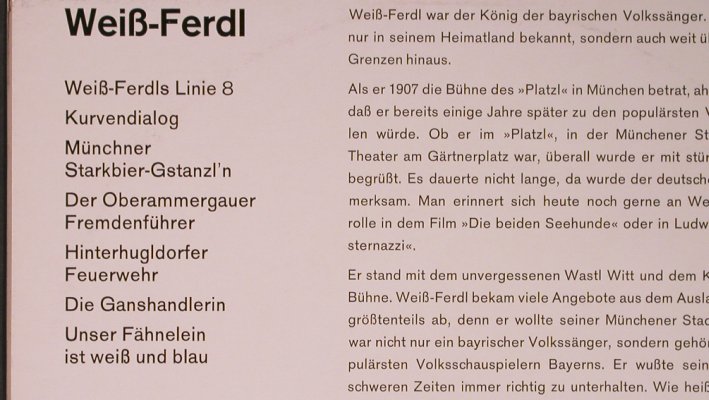 Weiß-Ferdl
Weiß-Ferdls Linie 8
Kurvendialog
Münchner
Starkbier-Gstanzl'n
Der Oberammergauer
Fremdenführer
Hinterhugldorfer
Feuerwehr
Die Ganshandlerin
Unser Fähnelein
ist weiß und blau
Weiß-Ferdl war der König der bayrischen Volkssänger.
nur in seinem Heimatland bekannt, sondern auch weit
Grenzen hinaus.
Als er 1907 die Bühne des »Platzl« in München betrat,
daß er bereits einige Jahre später zu den populärsten
len würde. Ob er im »Platzl«, in der Münchener
Theater am Gärtnerplatz war, überall wurde er mit
begrüßt. Es dauerte nicht lange, da wurde der
merksam. Man erinnert sich heute noch gerne an
rolle in dem Film »Die beiden Seehunde« oder in
sternazzi«.
Er stand mit dem unvergessenen Wastl Witt und dem
Bühne. Weiß-Ferdl bekam viele Angebote aus dem
größtenteils ab, denn er wollte seiner Münchener
war nicht nur ein bayrischer Volkssänger, sondern
pulärsten Volksschauspielern Bayerns. Er wußte
schweren Zeiten immer richtig zu unterhalten. Wie